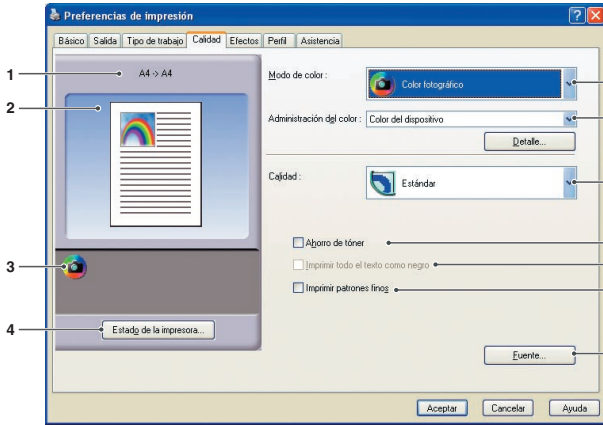 Preferencias de impresión
Básico Salida Tipo de trabajo Calidad Efectos Perfil Asistencia
1 A4 -> A4
2
3
4 Estado de la impresora...
Modo de color : Color fotográfico
Administración del color : Color del dispositivo
Detalle...
Calidad : Estándar
Ahorro de tóner
Imprimir todo el texto como negro
Imprimir patrones finos
Fuente...
Aceptar Cancelar Ayuda